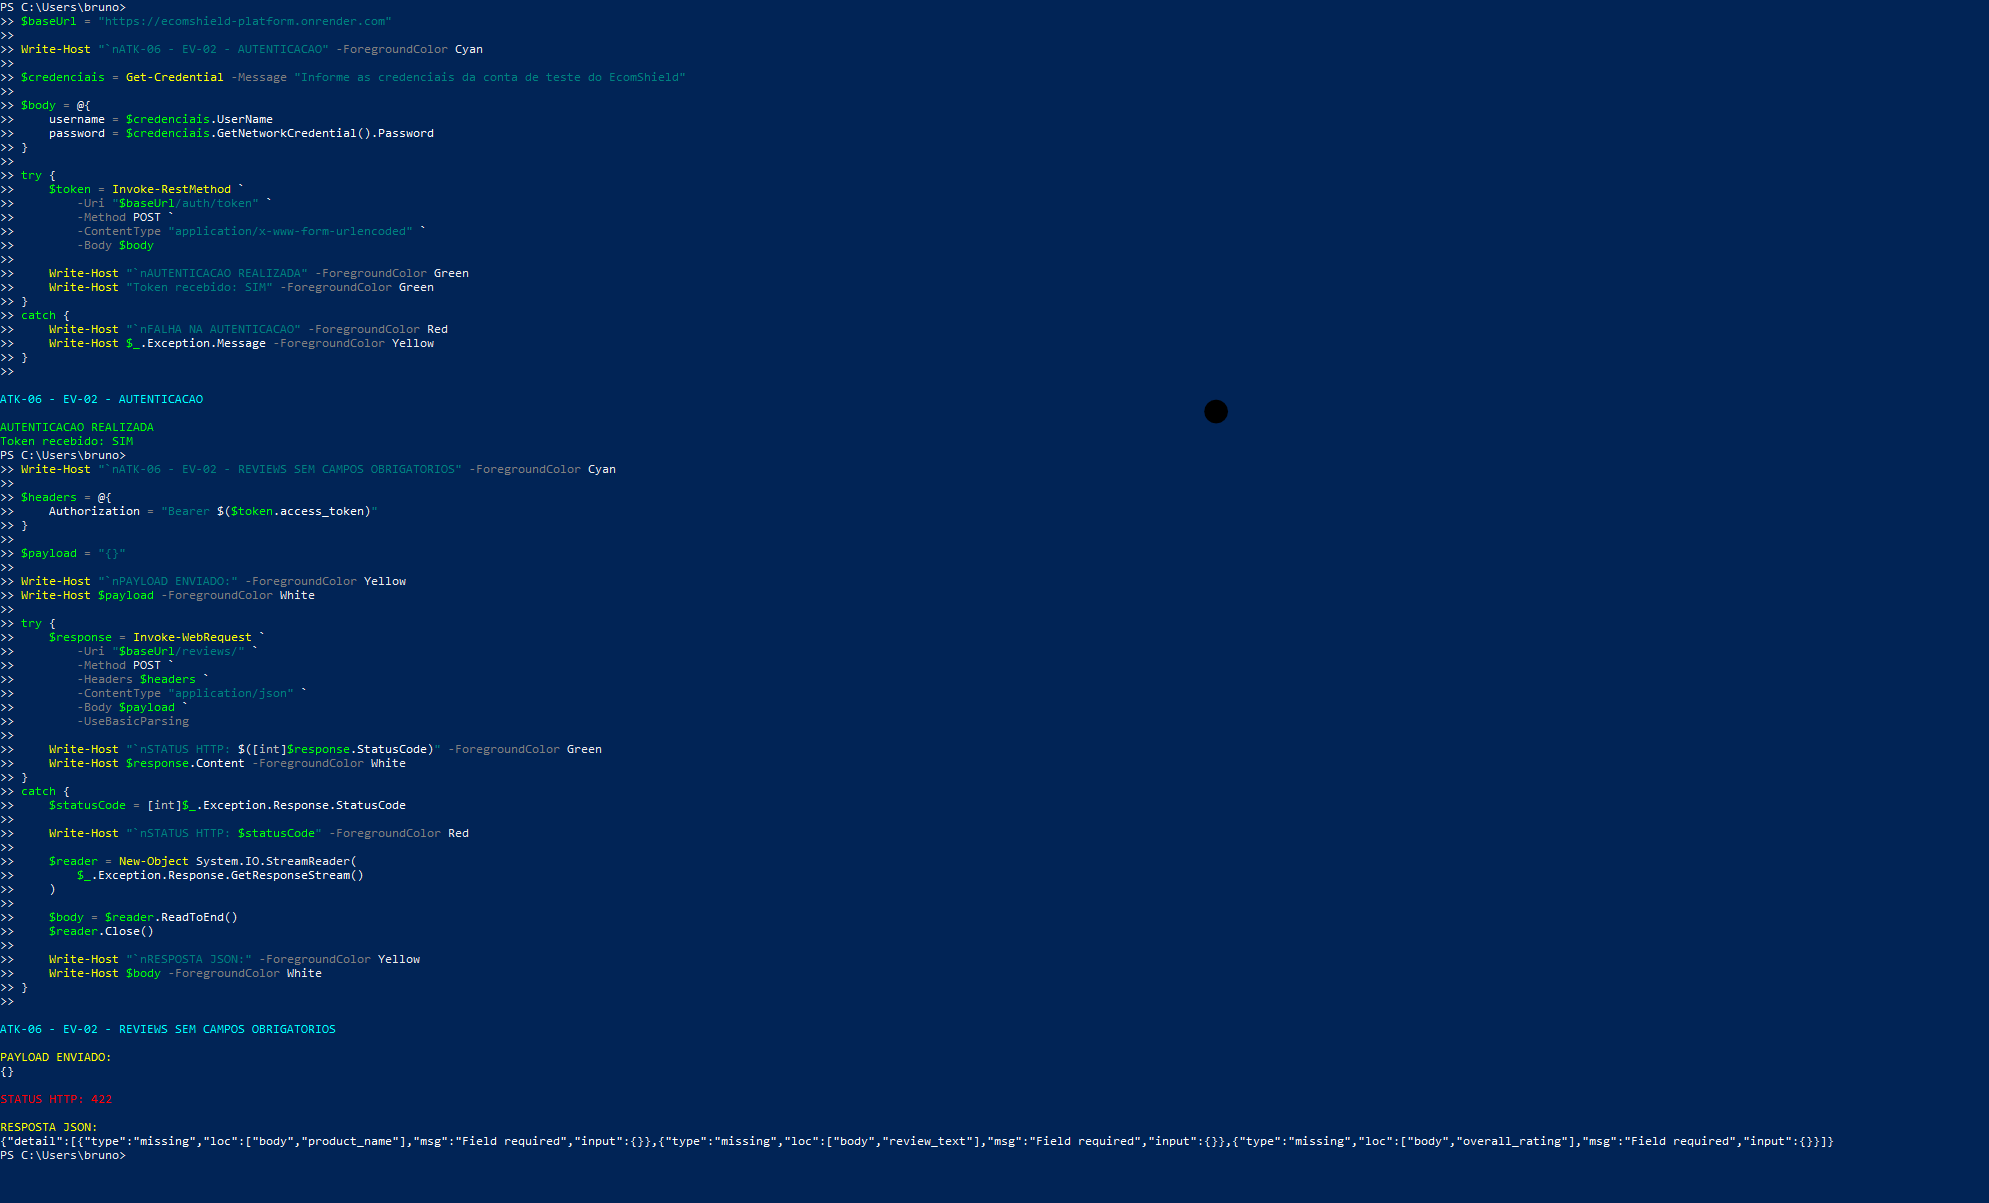 PS C:\Users\bruno>
>> $baseUrl = "https://ecomshield-platform.onrender.com"
>>
>> Write-Host "`nATK-06 - EV-02 - AUTENTICACAO" -ForegroundColor Cyan
>>
>> $credenciais = Get-Credential -Message "Informe as credenciais da conta de teste do EcomShield"
>>
>> $body = @{
>>     username = $credenciais.UserName
>>     password = $credenciais.GetNetworkCredential().Password
>> }
>>
>> try {
>>     $token = Invoke-RestMethod `
>>         -Uri "$baseUrl/auth/token" `
>>         -Method POST `
>>         -ContentType "application/x-www-form-urlencoded" `
>>         -Body $body
>>
>>     Write-Host "`nAUTENTICACAO REALIZADA" -ForegroundColor Green
>>     Write-Host "Token recebido: SIM" -ForegroundColor Green
>> }
>> catch {
>>     Write-Host "`nFALHA NA AUTENTICACAO" -ForegroundColor Red
>>     Write-Host $_.Exception.Message -ForegroundColor Yellow
>> }
>>
ATK-06 - EV-02 - AUTENTICACAO
AUTENTICACAO REALIZADA
Token recebido: SIM
PS C:\Users\bruno>
>> Write-Host "`nATK-06 - EV-02 - REVIEWS SEM CAMPOS OBRIGATORIOS" -ForegroundColor Cyan
>>
>> $headers = @{
>>     Authorization = "Bearer $($token.access_token)"
>> }
>>
>> $payload = "{}"
>>
>> Write-Host "`nPAYLOAD ENVIADO:" -ForegroundColor Yellow
>> Write-Host $payload -ForegroundColor White
>>
>> try {
>>     $response = Invoke-WebRequest `
>>         -Uri "$baseUrl/reviews/" `
>>         -Method POST `
>>         -Headers $headers `
>>         -ContentType "application/json" `
>>         -Body $payload `
>>         -UseBasicParsing
>>
>>     Write-Host "`nSTATUS HTTP: $([int]$response.StatusCode)" -ForegroundColor Green
>>     Write-Host $response.Content -ForegroundColor White
>> }
>> catch {
>>     $statusCode = [int]$_.Exception.Response.StatusCode
>>
>>     Write-Host "`nSTATUS HTTP: $statusCode" -ForegroundColor Red
>>
>>     $reader = New-Object System.IO.StreamReader(
>>         $_.Exception.Response.GetResponseStream()
>>     )
>>
>>     $body = $reader.ReadToEnd()
>>     $reader.Close()
>>
>>     Write-Host "`nRESPOSTA JSON:" -ForegroundColor Yellow
>>     Write-Host $body -ForegroundColor White
>> }
>>
ATK-06 - EV-02 - REVIEWS SEM CAMPOS OBRIGATORIOS
PAYLOAD ENVIADO:
{}
STATUS HTTP: 422
RESPOSTA JSON:
{"detail":[{"type":"missing","loc":["body","product_name"],"msg":"Field required","input":{}},{"type":"missing","loc":["body","review_text"],"msg":"Field required","input":{}},{"type":"missing","loc":["body","overall_rating"],"msg":"Field required","input":{}}]}
PS C:\Users\bruno>